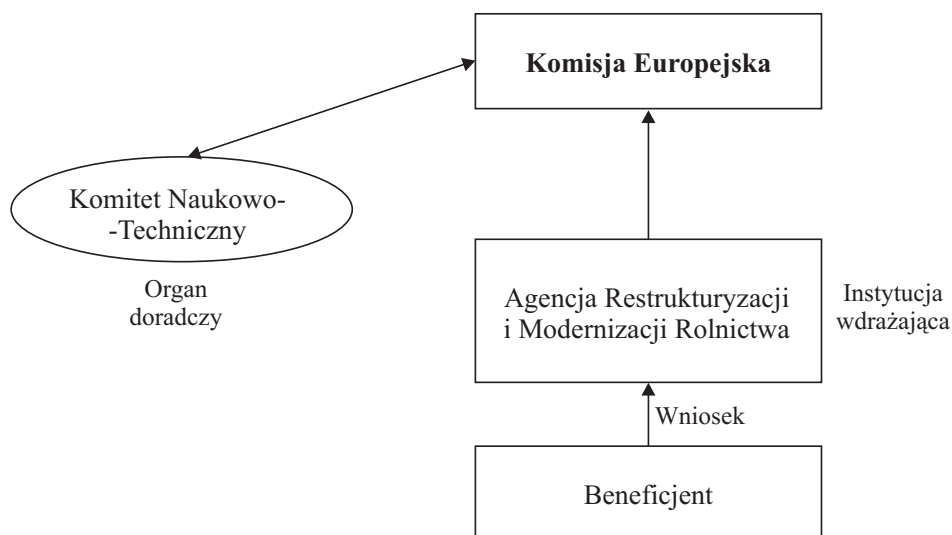 Komisja Europejska
Komitet Naukowo-
-Techniczny
Organ
doradczy
Agencja Restrukturyzacji
i Modernizacji Rolnictwa
Instytucja
wdrażająca
Wniosek
Beneficjent